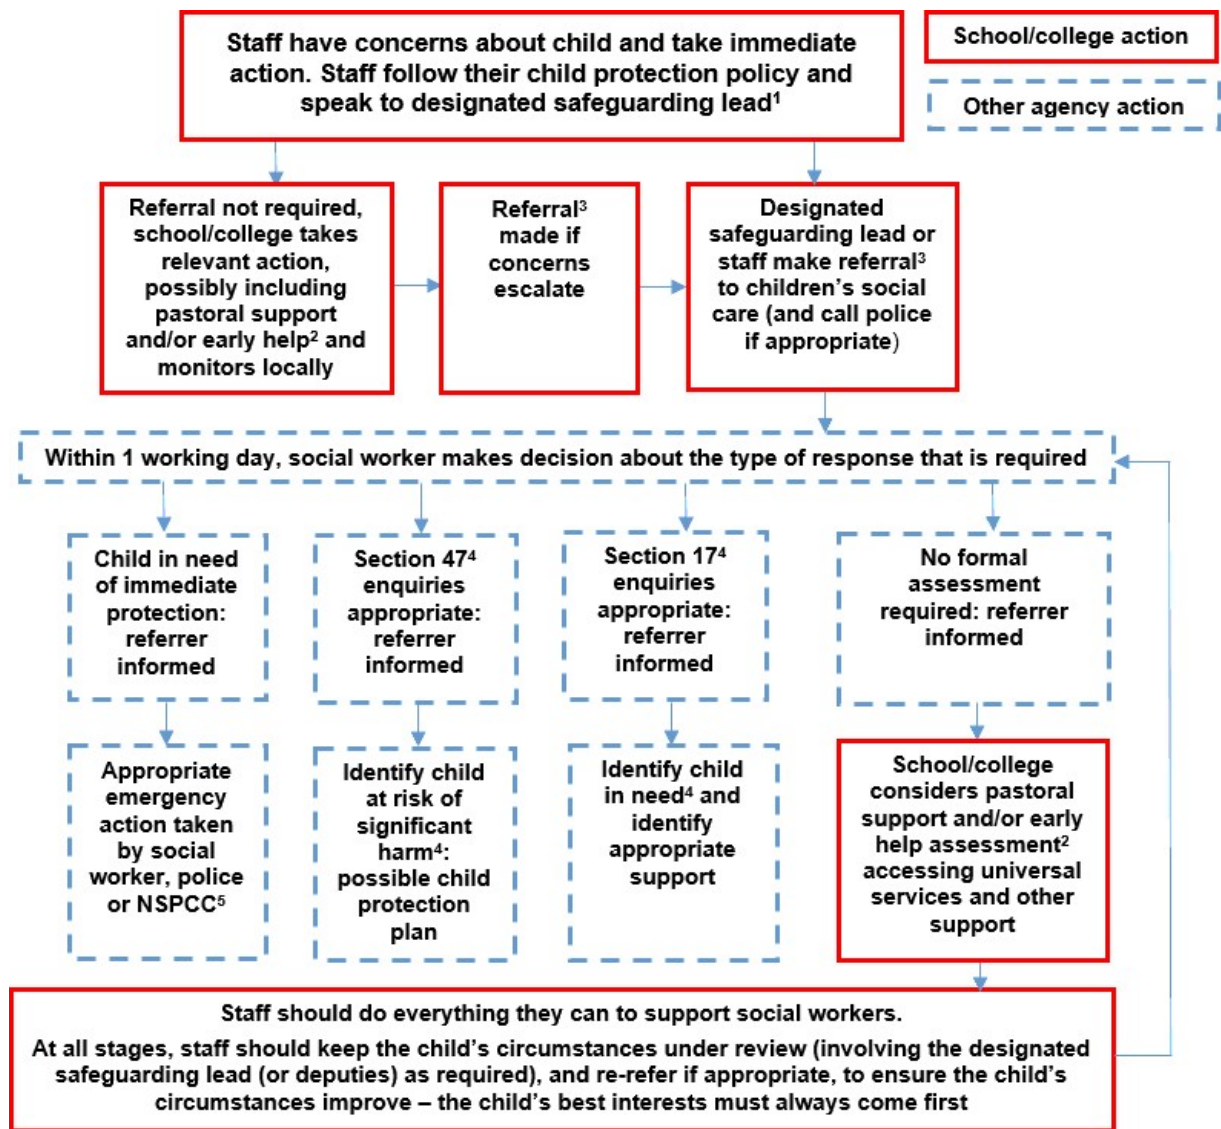 Staff have concerns about child and take immediate
action. Staff follow their child protection policy and
speak to designated safeguarding lead¹
School/college action
Other agency action
Referral not required,
school/college takes
relevant action,
possibly including
pastoral support
and/or early help² and
monitors locally
Referral³
made if
concerns
escalate
Designated
safeguarding lead or
staff make referral³
to children’s social
care (and call police
if appropriate)
Within 1 working day, social worker makes decision about the type of response that is required
Child in need
of immediate
protection:
referrer
informed
Section 47⁴
enquiries
appropriate:
referrer
informed
Section 17⁴
enquiries
appropriate:
referrer
informed
No formal
assessment
required: referrer
informed
Appropriate
emergency
action taken
by social
worker, police
or NSPCC⁵
Identify child
at risk of
significant
harm⁴:
possible child
protection
plan
Identify child
in need⁴ and
identify
appropriate
support
School/college
considers pastoral
support and/or early
help assessment²
accessing universal
services and other
support
Staff should do everything they can to support social workers.
At all stages, staff should keep the child’s circumstances under review (involving the designated
safeguarding lead (or deputies) as required), and re-refer if appropriate, to ensure the child’s
circumstances improve – the child’s best interests must always come first